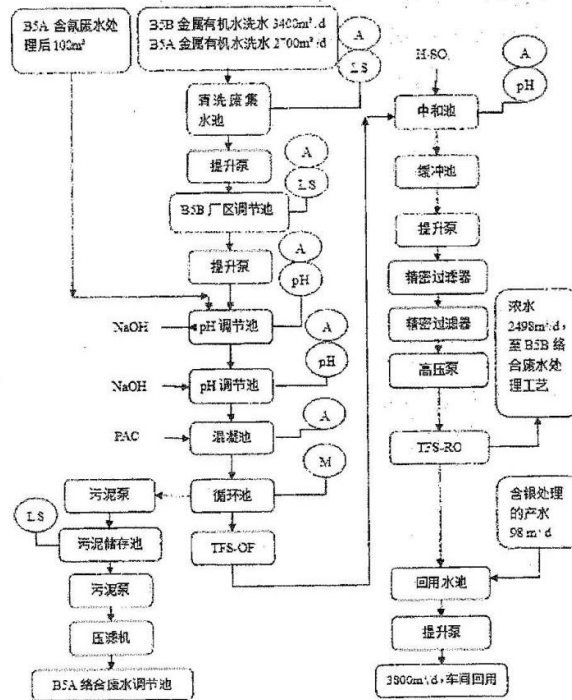 B5A 含氰废水处
理后 100m³
B5B 金属有机水洗水 3400m³/d
B5A 金属有机水洗水 2700m³/d
A
LS
清洗废集
水池
提升泵
A
LS
B5B 厂区调节池
提升泵
A
pH
NaOH
pH 调节池
A
pH
NaOH
pH 调节池
PAC
混凝池
A
M
污泥泵
循环池
LS
污泥储存池
TFS-OF
污泥泵
压滤机
B5A 络合废水调节池
H₂SO₄
A
pH
中和池
缓冲池
提升泵
精密过滤器
精密过滤器
高压泵
浓水
2498m³/d，
至 B5B 络
合废水处
理工艺
TFS-RO
含银处理
的产水
98 m³/d
回用水池
提升泵
3800m³/d，车间回用